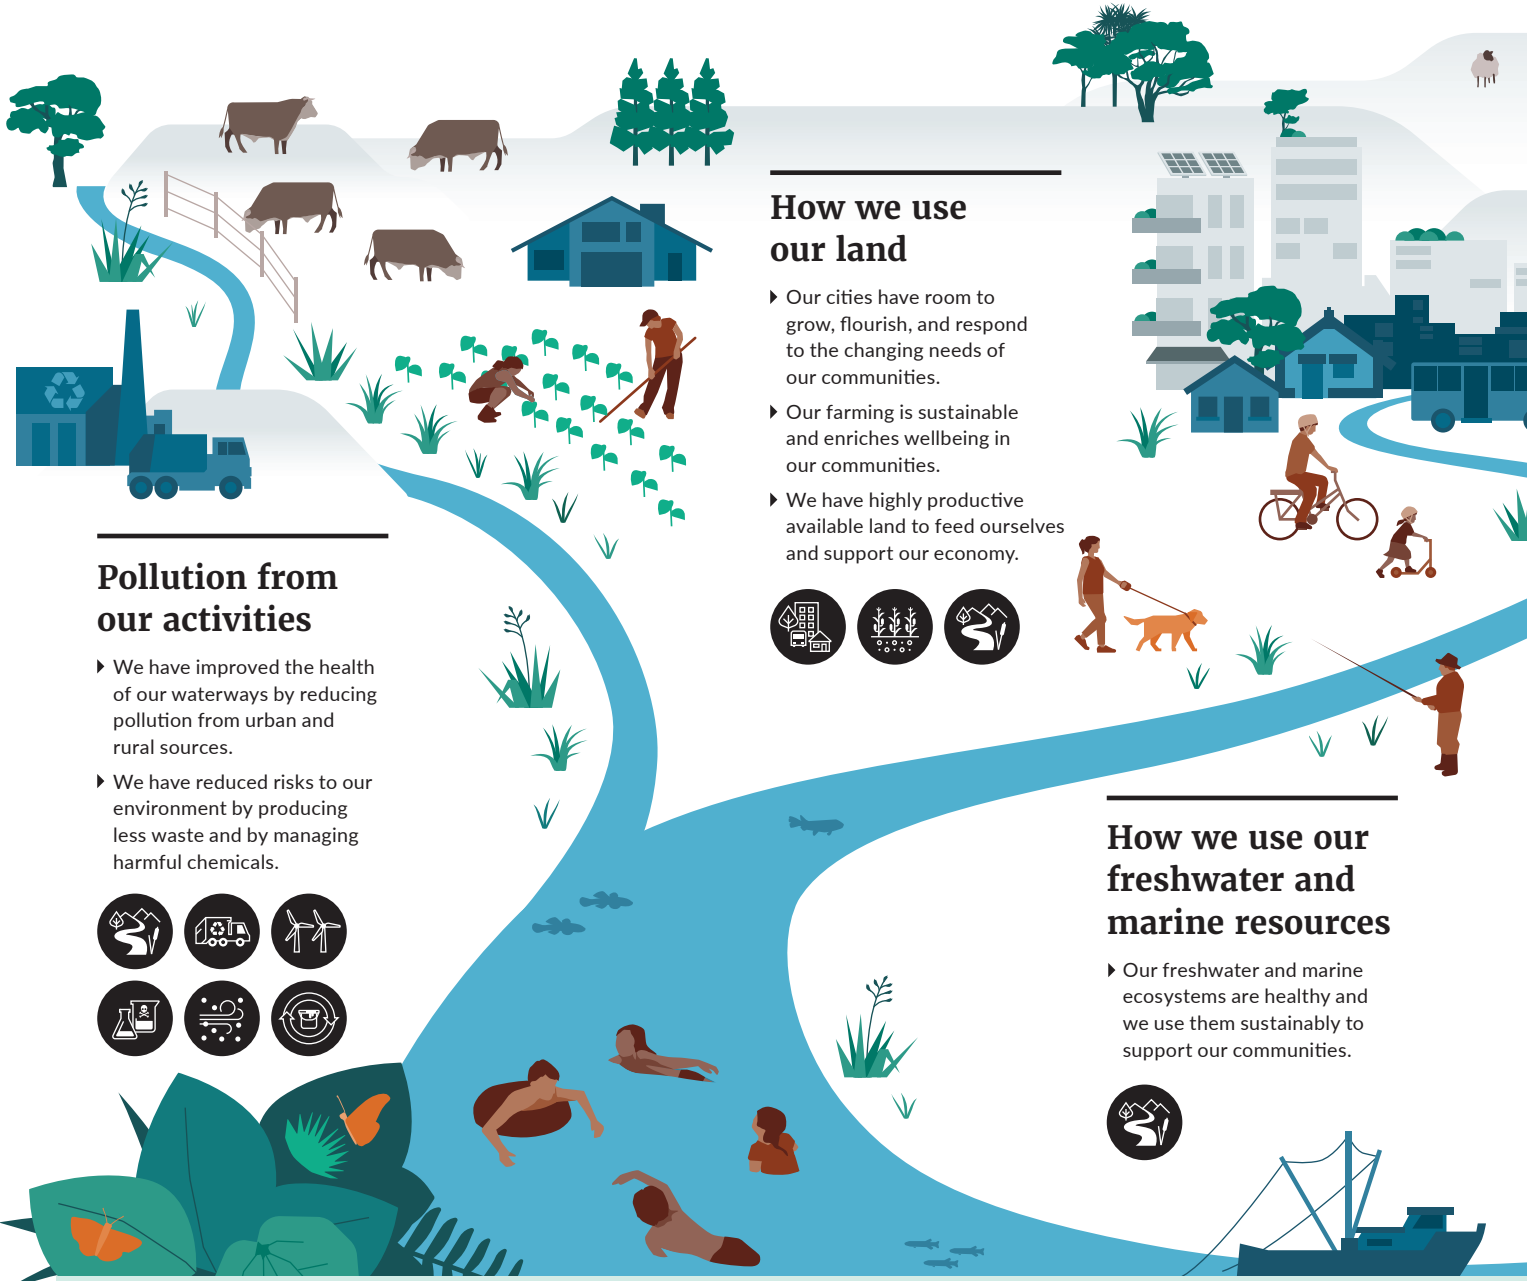 How we use
our land
Our cities have room to
grow, flourish, and respond
to the changing needs of
our communities.
Our farming is sustainable
and enriches wellbeing in
our communities.
We have highly productive
available land to feed ourselves
and support our economy.
Pollution from
our activities
We have improved the health
of our waterways by reducing
pollution from urban and
rural sources.
We have reduced risks to our
environment by producing
less waste and by managing
harmful chemicals.
How we use our
freshwater and
marine resources
Our freshwater and marine
ecosystems are healthy and
we use them sustainably to
support our communities.